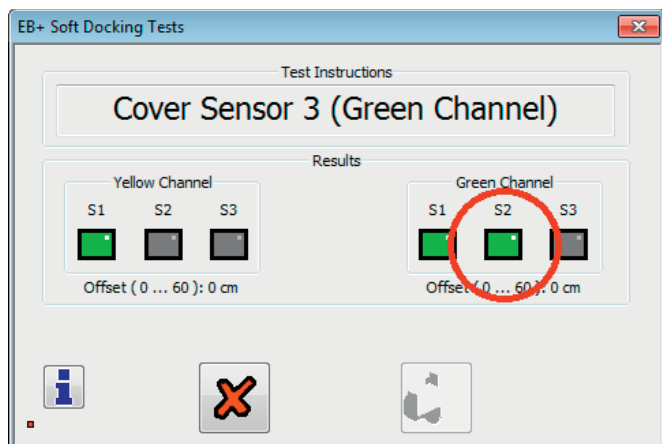 EB+ Soft Docking Tests
Test Instructions
Cover Sensor 3 (Green Channel)
Results
Yellow Channel
S1 S2 S3
Offset ( 0 ... 60 ): 0 cm
Green Channel
S1 S2 S3
Offset ( 0 ... 60 ): 0 cm